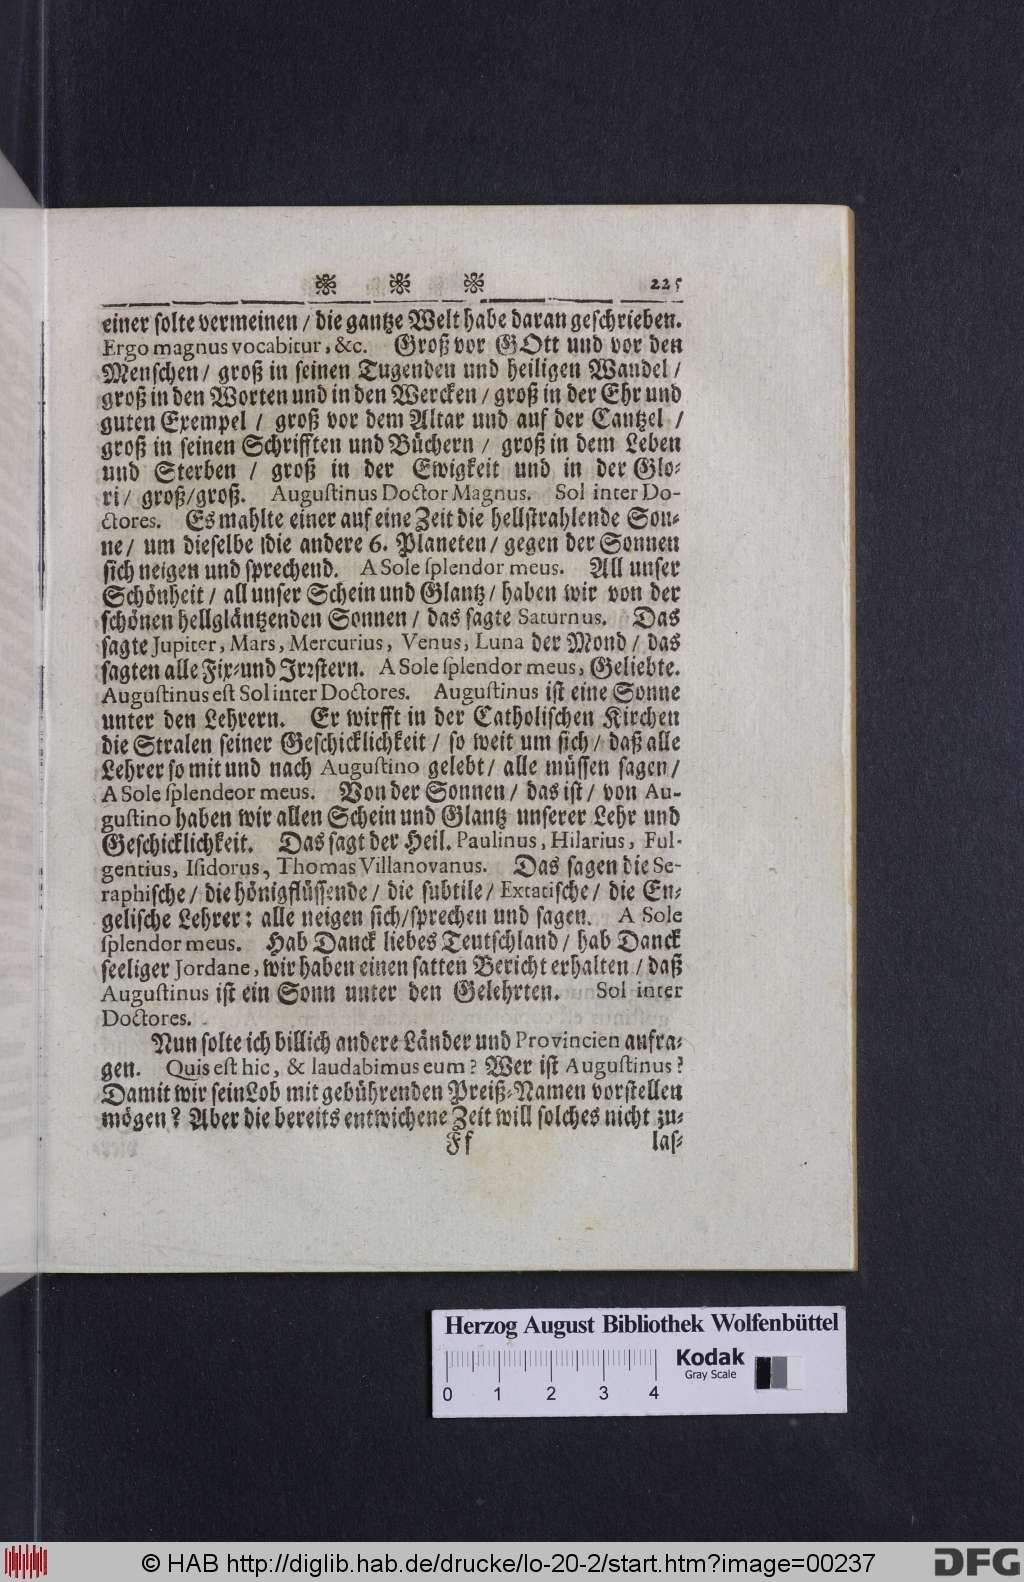 225
einer solte vermeinen / die gantze Welt habe daran geschrieben.
Ergo magnus vocabitur, &c. Groß vor GOtt und vor den
Menschen / groß in seinen Tugenden und heiligen Wandel /
groß in den Worten und in den Wercken / groß in der Ehr und
guten Exempel / groß vor dem Altar und auf der Cantzel /
groß in seinen Schrifften und Büchern / groß in dem Leben
und Sterben / groß in der Ewigkeit und in der Glo-
ri / groß/groß. Augustinus Doctor Magnus. Sol inter Do-
ctores. Es mahlte einer auf eine Zeit die hellstrahlende Son-
ne / um dieselbe die andere 6. Planeten / gegen der Sonnen
sich neigen und sprechend. A Sole splendor meus. All unser
Schönheit / all unser Schein und Glantz / haben wir von der
schönen hellgläntzenden Sonnen / das sagte Saturnus. Das
sagte Jupiter, Mars, Mercurius, Venus, Luna der Mond / das
sagten alle Fix-und Irrstern. A Sole splendor meus, Geliebte.
Augustinus est Sol inter Doctores. Augustinus ist eine Sonne
unter den Lehrern. Er wirfft in der Catholischen Kirchen
die Stralen seiner Geschicklichkeit / so weit um sich / daß alle
Lehrer so mit und nach Augustino gelebt / alle müssen sagen /
A Sole splendeor meus. Von der Sonnen / das ist / von Au-
gustino haben wir allen Schein und Glantz unserer Lehr und
Geschicklichkeit. Das sagt der Heil. Paulinus, Hilarius, Ful-
gentius, Isidorus, Thomas Villanovanus. Das sagen die Se-
raphische / die hönigflüssende / die subtile / Extatische / die En-
gelische Lehrer: alle neigen sich/sprechen und sagen. A Sole
splendor meus. Hab Danck liebes Teutschland / hab Danck
seeliger Jordane, wir haben einen satten Bericht erhalten / daß
Augustinus ist ein Sonn unter den Gelehrten. Sol inter
Doctores.
Nun solte ich billich andere Länder und Provincien anfra-
gen. Quis est hic, & laudabimus eum? Wer ist Augustinus?
Damit wir sein Lob mit gebührenden Preiß-Namen vorstellen
mögen? Aber die bereits entwichene Zeit will solches nicht zu-
Ff las-
Herzog August Bibliothek Wolfenbüttel
Kodak
Gray Scale
0 1 2 3 4
© HAB http://diglib.hab.de/drucke/lo-20-2/start.htm?image=00237
DFG